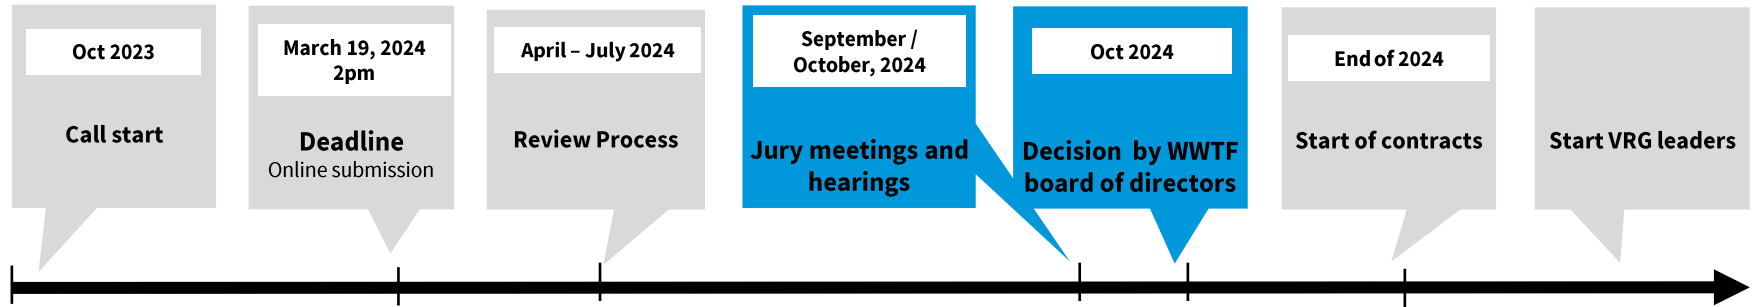 Oct 2023
Call start
March 19, 2024
2pm
Deadline
Online submission
April – July 2024
Review Process
September /
October, 2024
Jury meetings and
hearings
Oct 2024
Decision by WWTF
board of directors
End of 2024
Start of contracts
Start VRG leaders